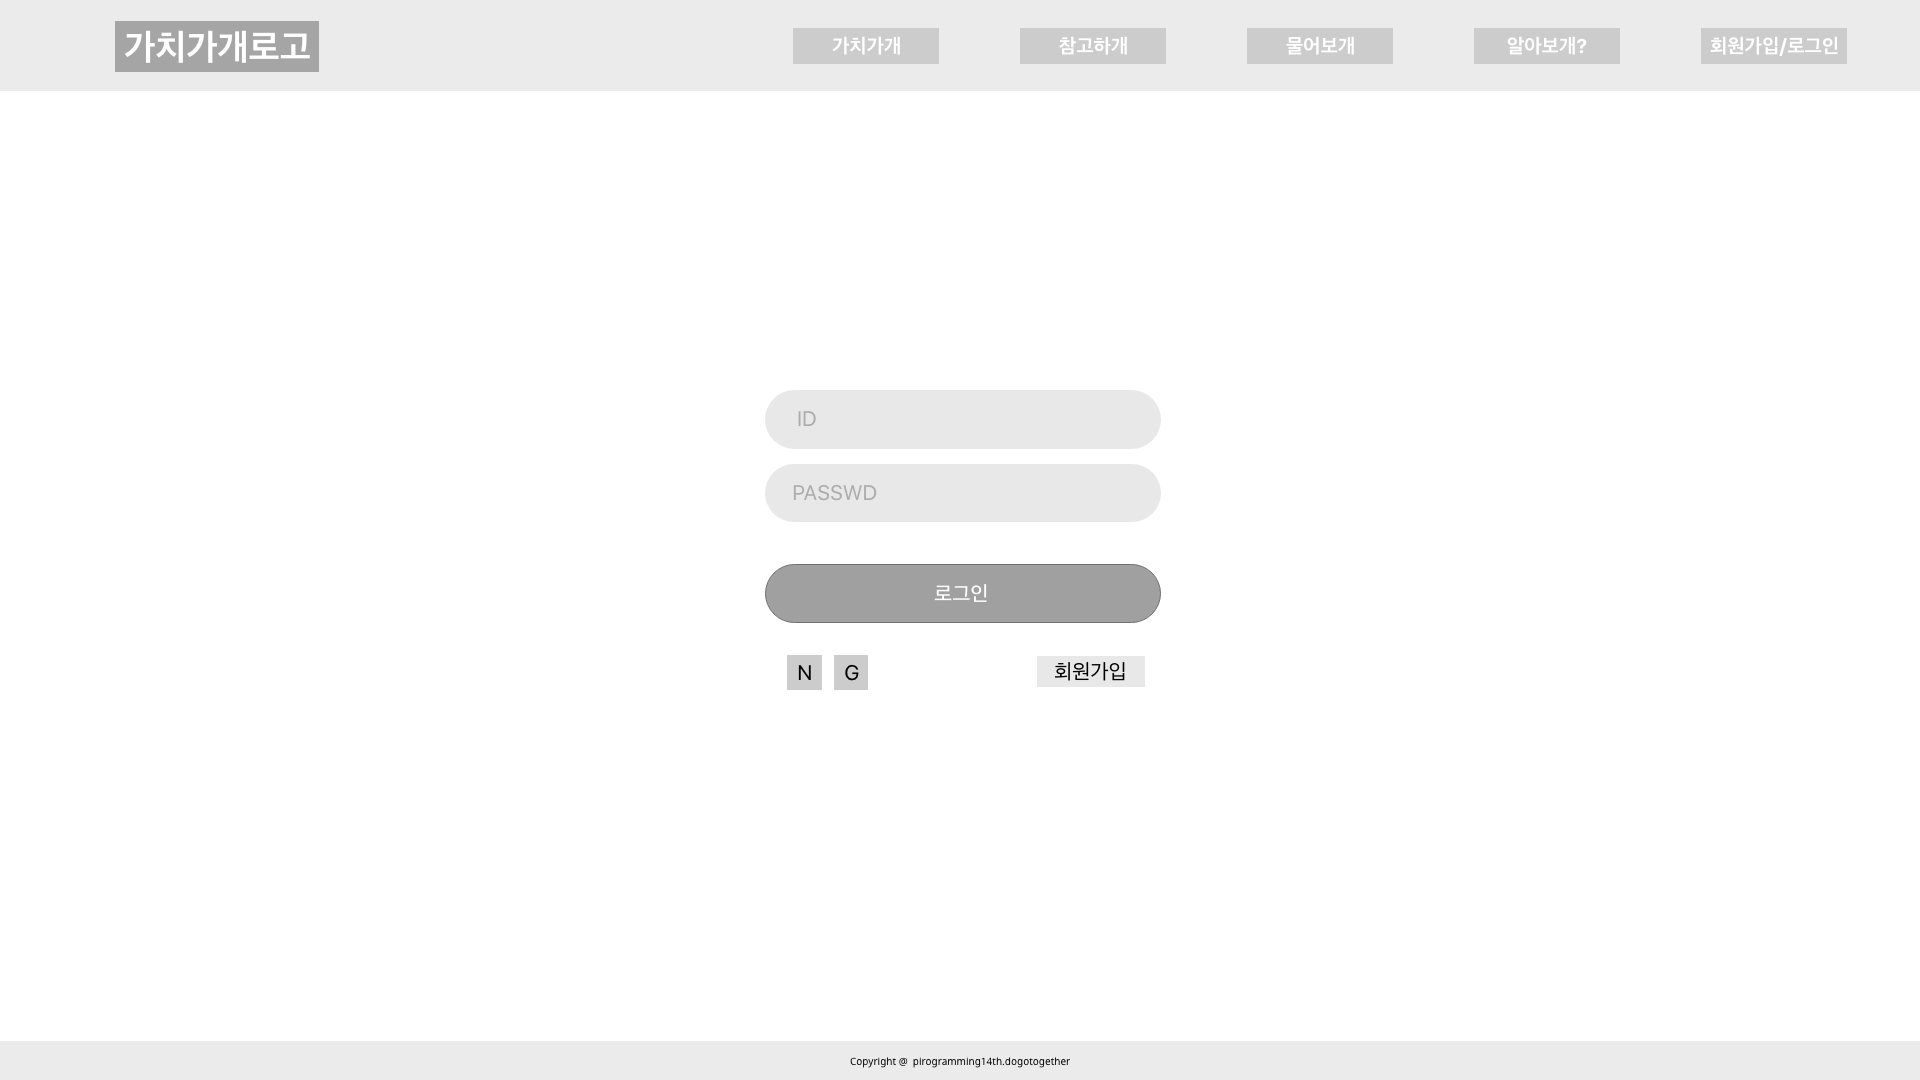 가치가개로고
가치가개
참고하개
물어보개
알아보개?
회원가입/로그인
ID
PASSWD
로그인
N
G
회원가입
Copyright @ pirogramming14th.dogotogether